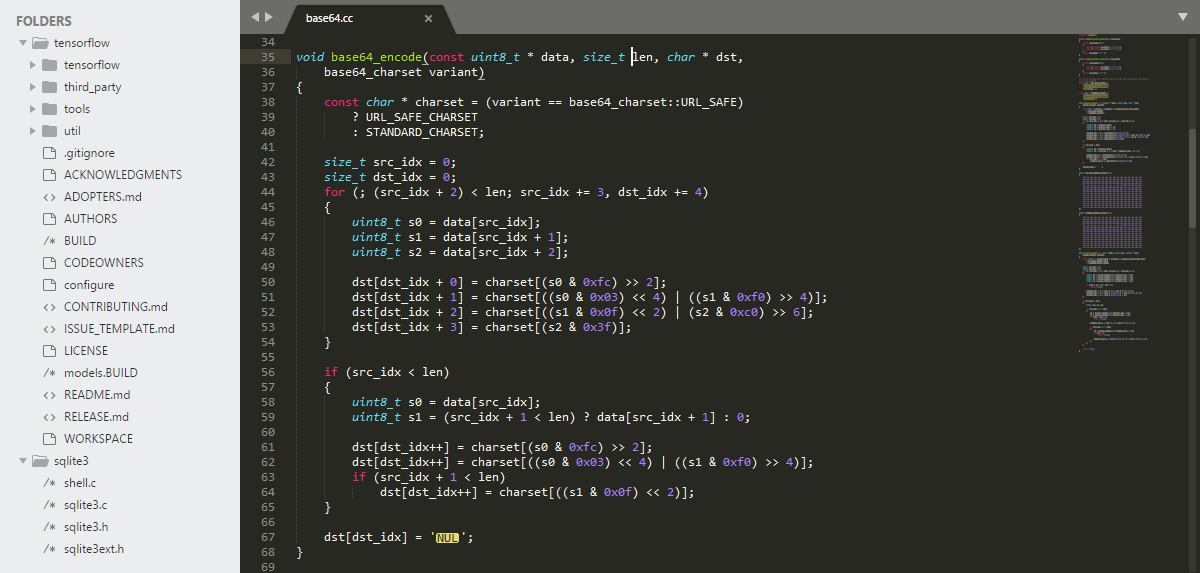 FOLDERS
tensorflow
tensorflow
third_party
tools
util
.gitignore
ACKNOWLEDGMENTS
<> ADOPTERS.md
AUTHORS
/* BUILD
CODEOWNERS
configure
<> CONTRIBUTING.md
<> ISSUE_TEMPLATE.md
LICENSE
/* models.BUILD
<> README.md
<> RELEASE.md
WORKSPACE
sqlite3
/* shell.c
/* sqlite3.c
/* sqlite3.h
/* sqlite3ext.h
base64.cc ×
34
35 void base64_encode(const uint8_t * data, size_t len, char * dst,
36     base64_charset variant)
37 {
38     const char * charset = (variant == base64_charset::URL_SAFE)
39         ? URL_SAFE_CHARSET
40         : STANDARD_CHARSET;
41
42     size_t src_idx = 0;
43     size_t dst_idx = 0;
44     for (; (src_idx + 2) < len; src_idx += 3, dst_idx += 4)
45     {
46         uint8_t s0 = data[src_idx];
47         uint8_t s1 = data[src_idx + 1];
48         uint8_t s2 = data[src_idx + 2];
49
50         dst[dst_idx + 0] = charset[(s0 & 0xfc) >> 2];
51         dst[dst_idx + 1] = charset[((s0 & 0x03) << 4) | ((s1 & 0xf0) >> 4)];
52         dst[dst_idx + 2] = charset[((s1 & 0x0f) << 2) | (s2 & 0xc0) >> 6];
53         dst[dst_idx + 3] = charset[(s2 & 0x3f)];
54     }
55
56     if (src_idx < len)
57     {
58         uint8_t s0 = data[src_idx];
59         uint8_t s1 = (src_idx + 1 < len) ? data[src_idx + 1] : 0;
60
61         dst[dst_idx++] = charset[(s0 & 0xfc) >> 2];
62         dst[dst_idx++] = charset[((s0 & 0x03) << 4) | ((s1 & 0xf0) >> 4)];
63         if (src_idx + 1 < len)
64             dst[dst_idx++] = charset[((s1 & 0x0f) << 2)];
65     }
66
67     dst[dst_idx] = 'NUL';
68 }
69